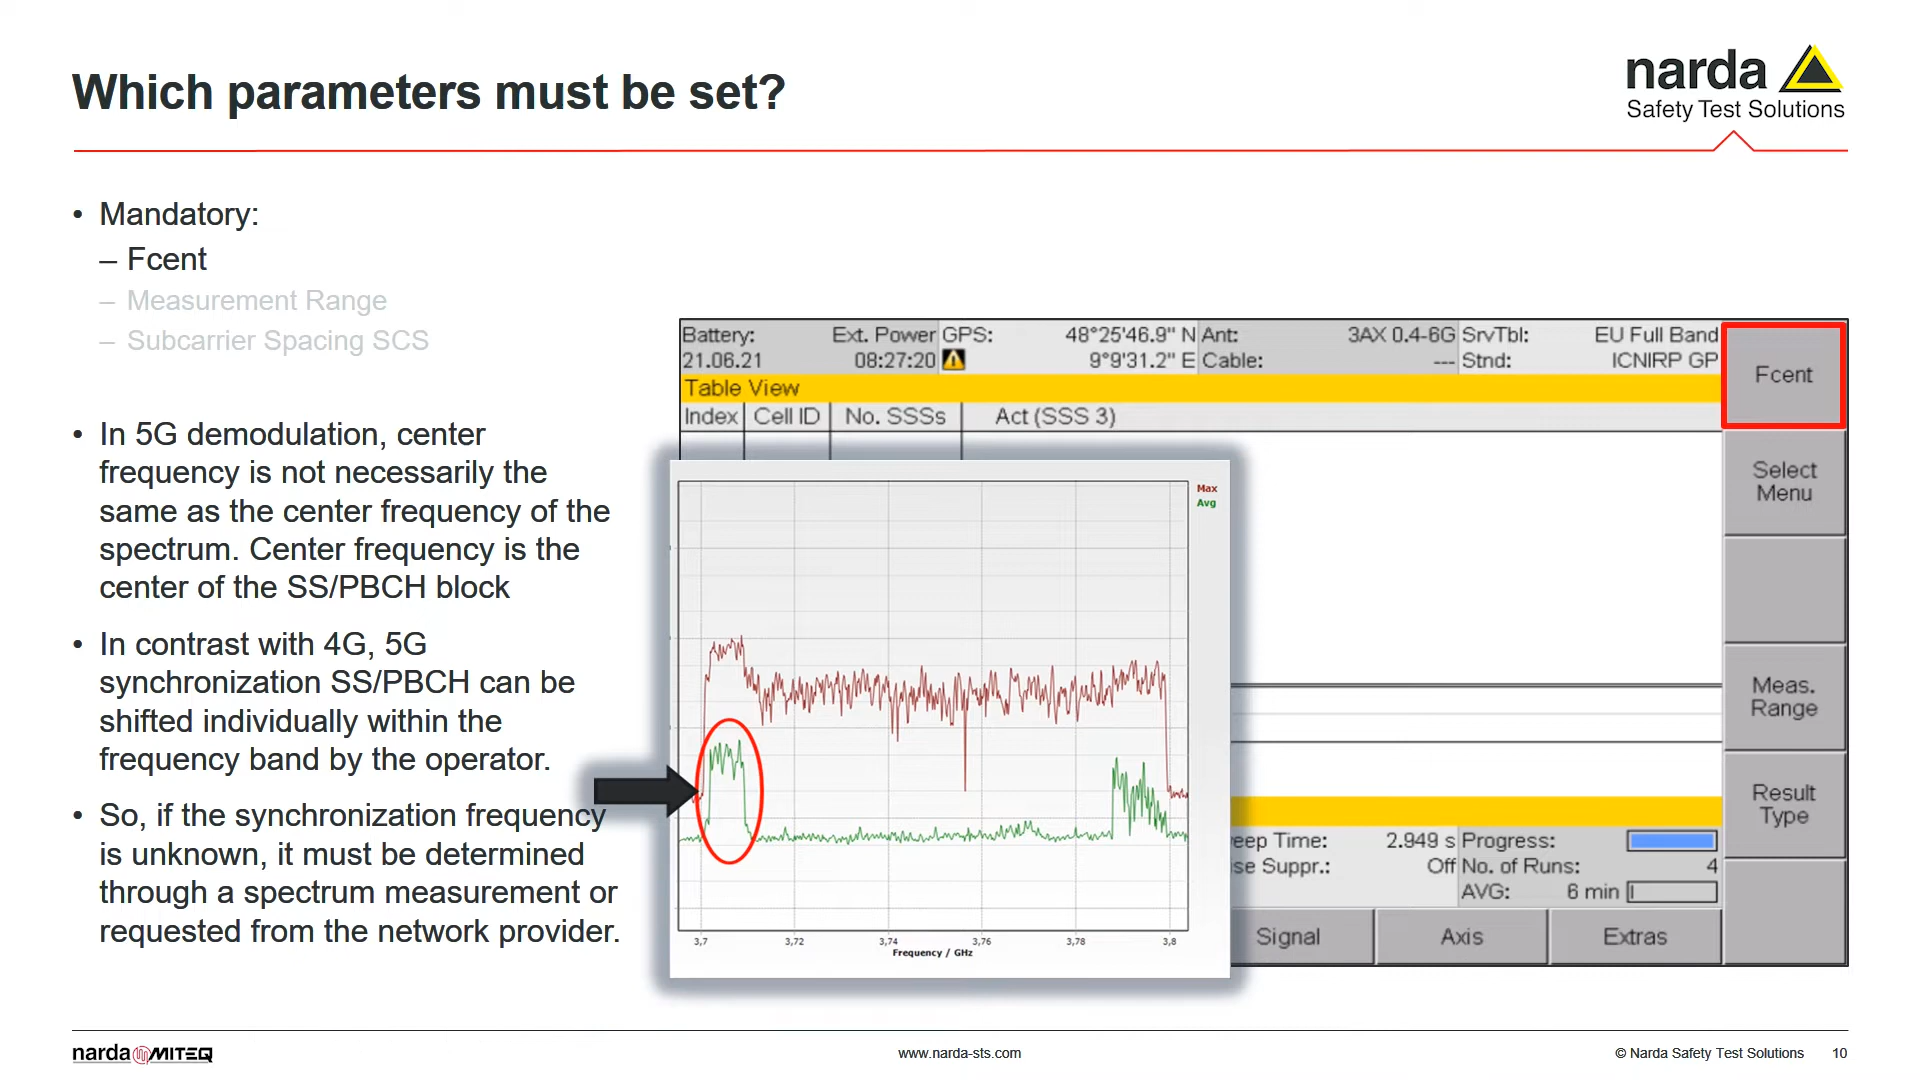 Which parameters must be set?
narda
Safety Test Solutions
• Mandatory:
– Fcent
– Measurement Range
– Subcarrier Spacing SCS
• In 5G demodulation, center
frequency is not necessarily the
same as the center frequency of the
spectrum. Center frequency is the
center of the SS/PBCH block
• In contrast with 4G, 5G
synchronization SS/PBCH can be
shifted individually within the
frequency band by the operator.
• So, if the synchronization frequency
is unknown, it must be determined
through a spectrum measurement or
requested from the network provider.
Battery: Ext. Power GPS: 48°25'46.9" N Ant: 3AX 0.4-6G SrvTbl: EU Full Band
21.06.21 08:27:20 9°9'31.2" E Cable: --- Stnd: ICNIRP GP
Table View
Index Cell ID No. SSSs Act (SSS 3)
Fcent
Select
Menu
Meas.
Range
Result
Type
Max
Avg
3,7 3,72 3,74 3,76 3,78 3,8
Frequency / GHz
eep Time: 2.949 s Progress:
se Suppr.: Off No. of Runs: 4
AVG: 6 min
Signal Axis Extras
narda MITEQ
www.narda-sts.com
© Narda Safety Test Solutions 10